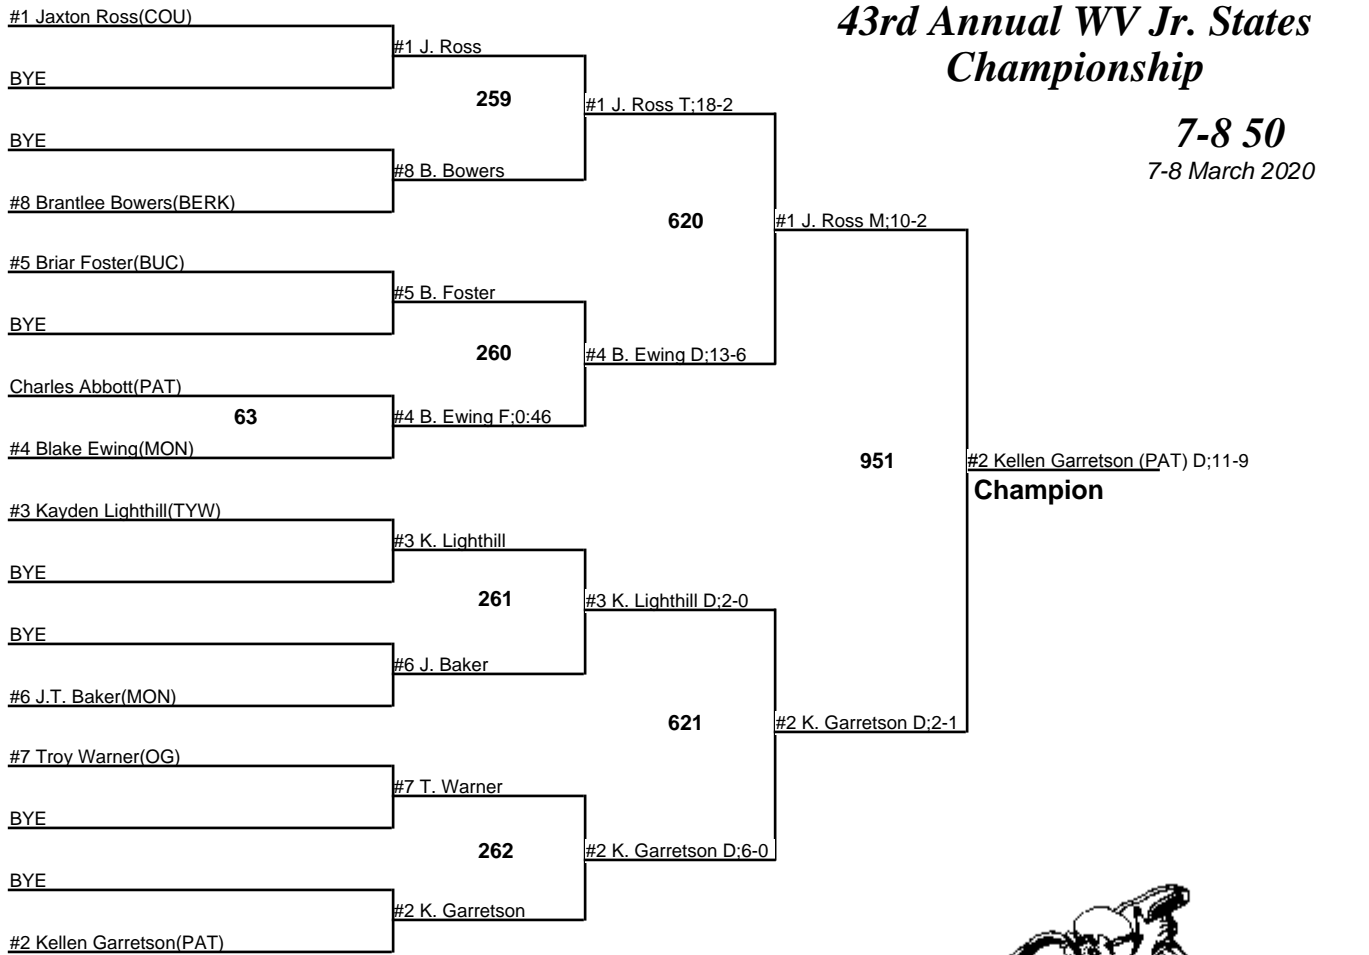 43rd Annual WV Jr. States
Championship
7-8 50
7-8 March 2020
#1 Jaxton Ross(COU)
BYE
BYE
#8 Brantlee Bowers(BERK)
#5 Briar Foster(BUC)
BYE
Charles Abbott(PAT)
63
#4 Blake Ewing(MON)
#3 Kayden Lighthill(TYW)
BYE
BYE
#6 J.T. Baker(MON)
#7 Troy Warner(OG)
BYE
BYE
#2 Kellen Garretson(PAT)
#1 J. Ross
259
#8 B. Bowers
#5 B. Foster
260
#4 B. Ewing F;0:46
#3 K. Lighthill
261
#6 J. Baker
#7 T. Warner
262
#2 K. Garretson
#1 J. Ross T;18-2
620
#4 B. Ewing D;13-6
#3 K. Lighthill D;2-0
621
#2 K. Garretson D;6-0
#1 J. Ross M;10-2
951
#2 K. Garretson D;2-1
#2 Kellen Garretson (PAT) D;11-9
Champion